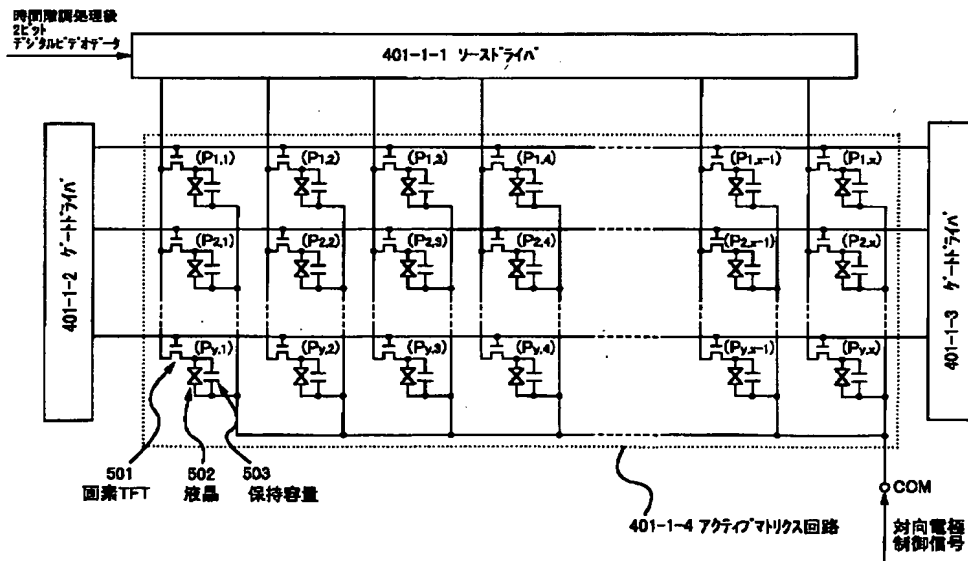 時間階調処理後
2ビット
デジタルビデオデータ
401-1-1 ソースドライバ
401-1-2 ゲートドライバ
401-1-3 ゲートドライバ
(P1,1)
(P1,2)
(P1,3)
(P1,4)
(P1,x-1)
(P1,x)
(P2,1)
(P2,2)
(P2,3)
(P2,4)
(P2,x-1)
(P2,x)
(Py,1)
(Py,2)
(Py,3)
(Py,4)
(Py,x-1)
(Py,x)
501
画素TFT
502
液晶
503
保持容量
401-1-4 アクティブマトリクス回路
COM
対向電極
制御信号